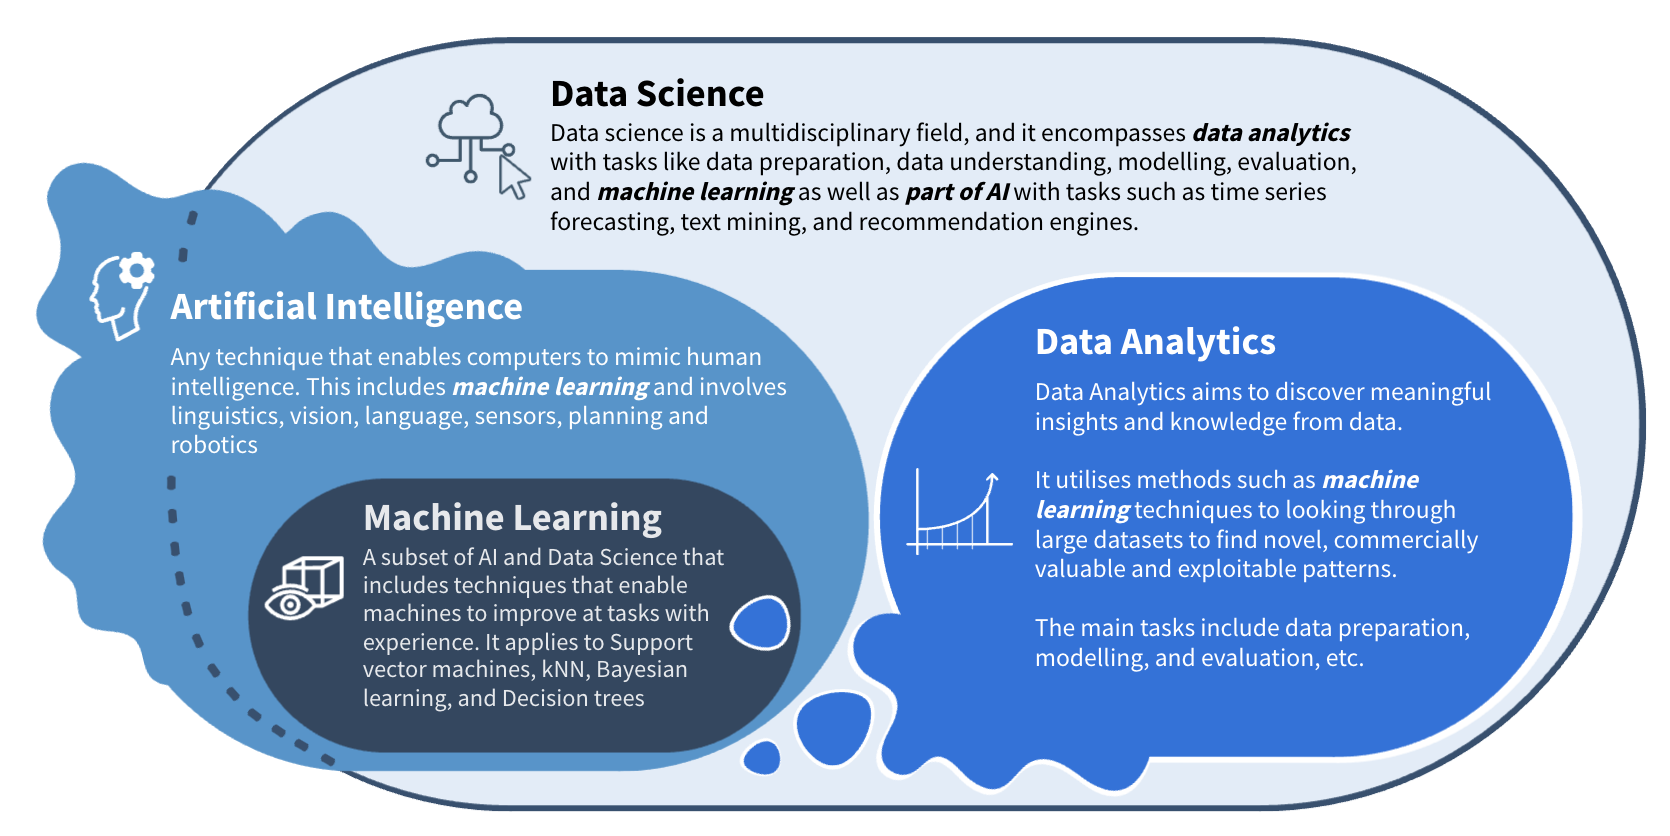 Data Science
Data science is a multidisciplinary field, and it encompasses data analytics
with tasks like data preparation, data understanding, modelling, evaluation,
and machine learning as well as part of AI with tasks such as time series
forecasting, text mining, and recommendation engines.
Artificial Intelligence
Any technique that enables computers to mimic human
intelligence. This includes machine learning and involves
linguistics, vision, language, sensors, planning and
robotics
Machine Learning
A subset of AI and Data Science that
includes techniques that enable
machines to improve at tasks with
experience. It applies to Support
vector machines, kNN, Bayesian
learning, and Decision trees
Data Analytics
Data Analytics aims to discover meaningful
insights and knowledge from data.
It utilises methods such as machine
learning techniques to looking through
large datasets to find novel, commercially
valuable and exploitable patterns.
The main tasks include data preparation,
modelling, and evaluation, etc.